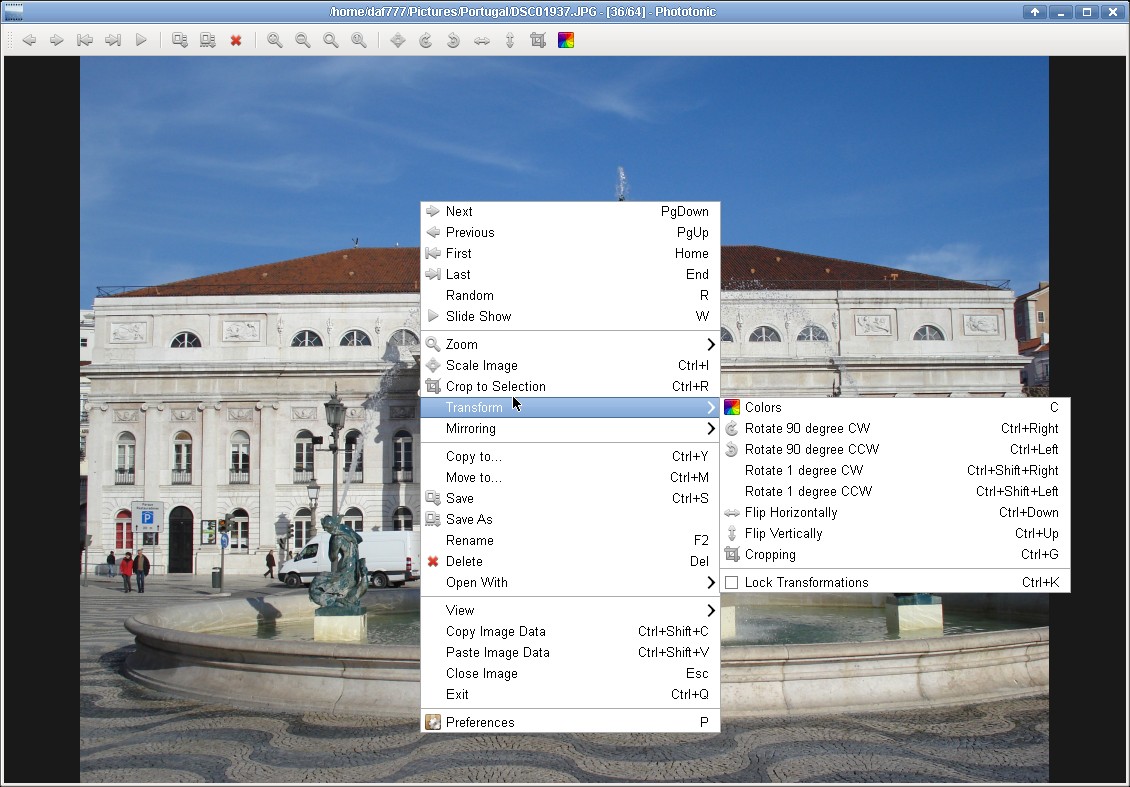 /home/daf777/Pictures/Portugal/DSC01937.JPG - [36/64] - Phototonic
Next PgDown
Previous PgUp
First Home
Last End
Random R
Slide Show W
Zoom
Scale Image Ctrl+I
Crop to Selection Ctrl+R
Transform
Mirroring
Copy to... Ctrl+Y
Move to... Ctrl+M
Save Ctrl+S
Save As
Rename F2
Delete Del
Open With
View
Copy Image Data Ctrl+Shift+C
Paste Image Data Ctrl+Shift+V
Close Image Esc
Exit Ctrl+Q
Preferences P
Colors C
Rotate 90 degree CW Ctrl+Right
Rotate 90 degree CCW Ctrl+Left
Rotate 1 degree CW Ctrl+Shift+Right
Rotate 1 degree CCW Ctrl+Shift+Left
Flip Horizontally Ctrl+Down
Flip Vertically Ctrl+Up
Cropping Ctrl+G
Lock Transformations Ctrl+K
P